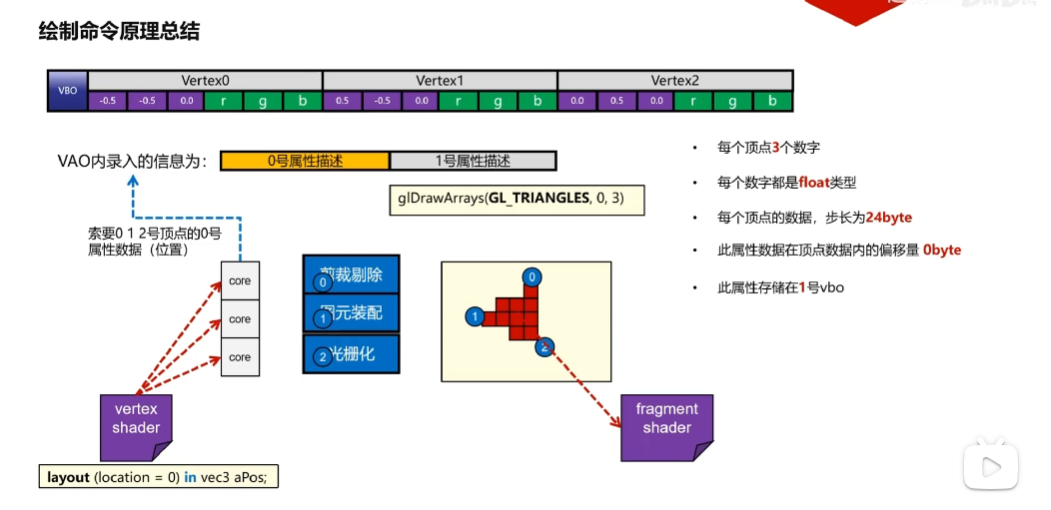 绘制命令原理总结
VBO
Vertex0
Vertex1
Vertex2
-0.5 -0.5 0.0 r g b 0.5 -0.5 0.0 r g b 0.0 0.5 0.0 r g b
VAO内录入的信息为：
0号属性描述
1号属性描述
glDrawArrays(GL_TRIANGLES, 0, 3)
索要0 1 2号顶点的0号
属性数据（位置）
core
core
core
剪裁剔除
0
图元装配
1
光栅化
2
0
1
2
vertex
shader
fragment
shader
layout (location = 0) in vec3 aPos;
• 每个顶点3个数字
• 每个数字都是float类型
• 每个顶点的数据，步长为24byte
• 此属性数据在顶点数据内的偏移量 0byte
• 此属性存储在1号vbo